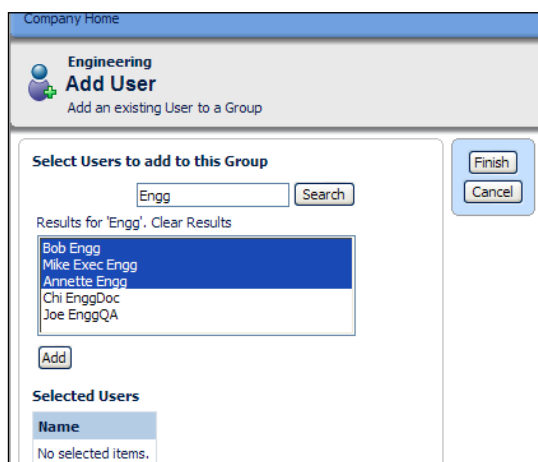 Company Home
Engineering
Add User
Add an existing User to a Group
Select Users to add to this Group
Finish
Engg Search
Cancel
Results for 'Engg'. Clear Results
Bob Engg
Mike Exec Engg
Annette Engg
Chi EnggDoc
Joe EnggQA
Add
Selected Users
Name
No selected items.